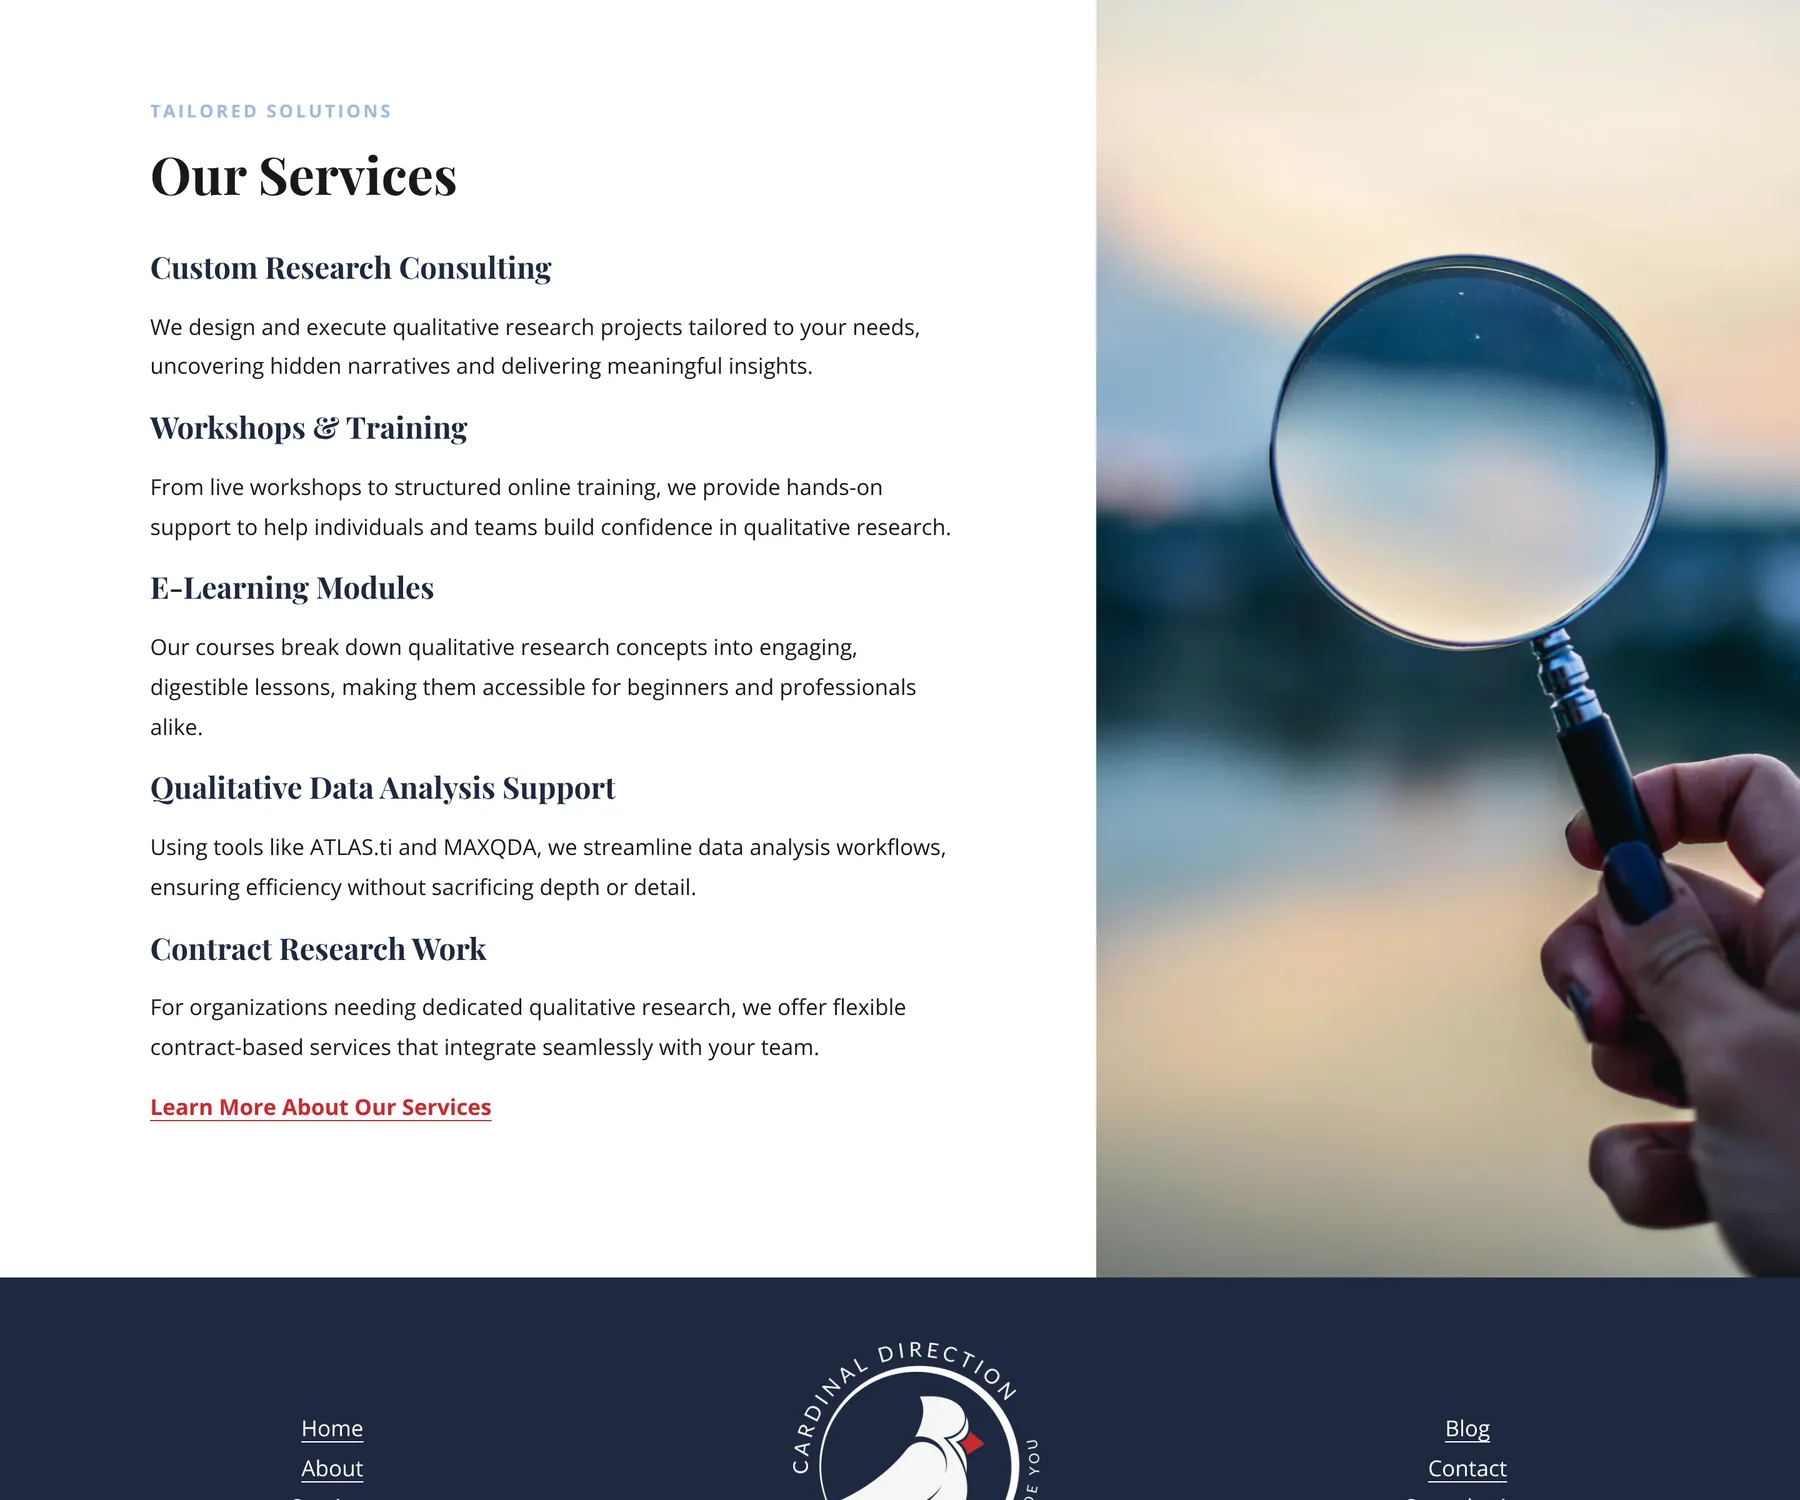 TAILORED SOLUTIONS
Our Services
Custom Research Consulting
We design and execute qualitative research projects tailored to your needs,
uncovering hidden narratives and delivering meaningful insights.
Workshops & Training
From live workshops to structured online training, we provide hands-on
support to help individuals and teams build confidence in qualitative research.
E-Learning Modules
Our courses break down qualitative research concepts into engaging,
digestible lessons, making them accessible for beginners and professionals
alike.
Qualitative Data Analysis Support
Using tools like ATLAS.ti and MAXQDA, we streamline data analysis workflows,
ensuring efficiency without sacrificing depth or detail.
Contract Research Work
For organizations needing dedicated qualitative research, we offer flexible
contract-based services that integrate seamlessly with your team.
Learn More About Our Services
CARDINAL DIRECTION
YOU
Home
About
Blog
Contact